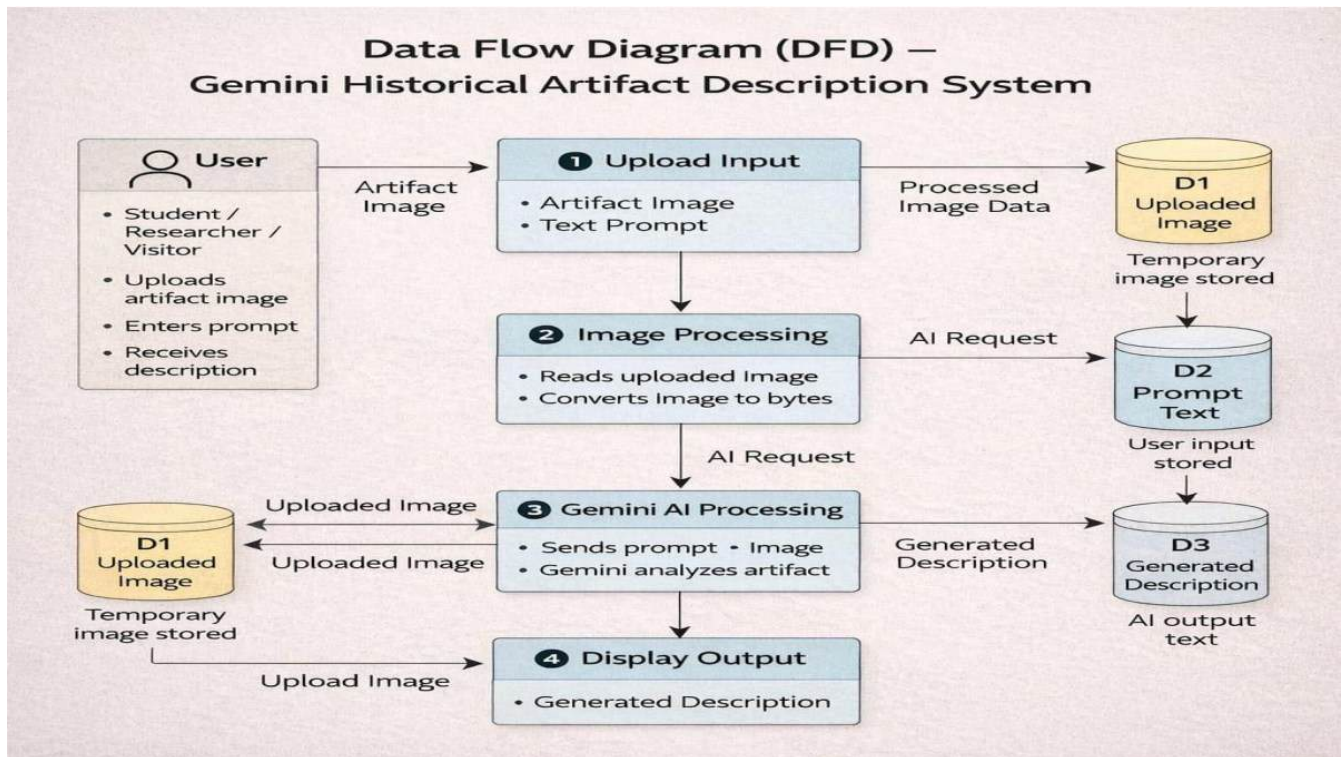 Data Flow Diagram (DFD) —
Gemini Historical Artifact Description System
User
• Student /
Researcher /
Visitor
• Uploads
artifact image
• Enters prompt
• Receives
description
Artifact
Image
1 Upload Input
• Artifact Image
• Text Prompt
Processed
Image Data
D1
Uploaded
Image
Temporary
image stored
2 Image Processing
• Reads uploaded Image
• Converts Image to bytes
AI Request
D2
Prompt
Text
User input
stored
AI Request
D1
Uploaded
Image
Temporary
image stored
Uploaded Image
Uploaded Image
3 Gemini AI Processing
• Sends prompt • Image
• Gemini analyzes artifact
Generated
Description
D3
Generated
Description
AI output
text
Upload Image
4 Display Output
• Generated Description